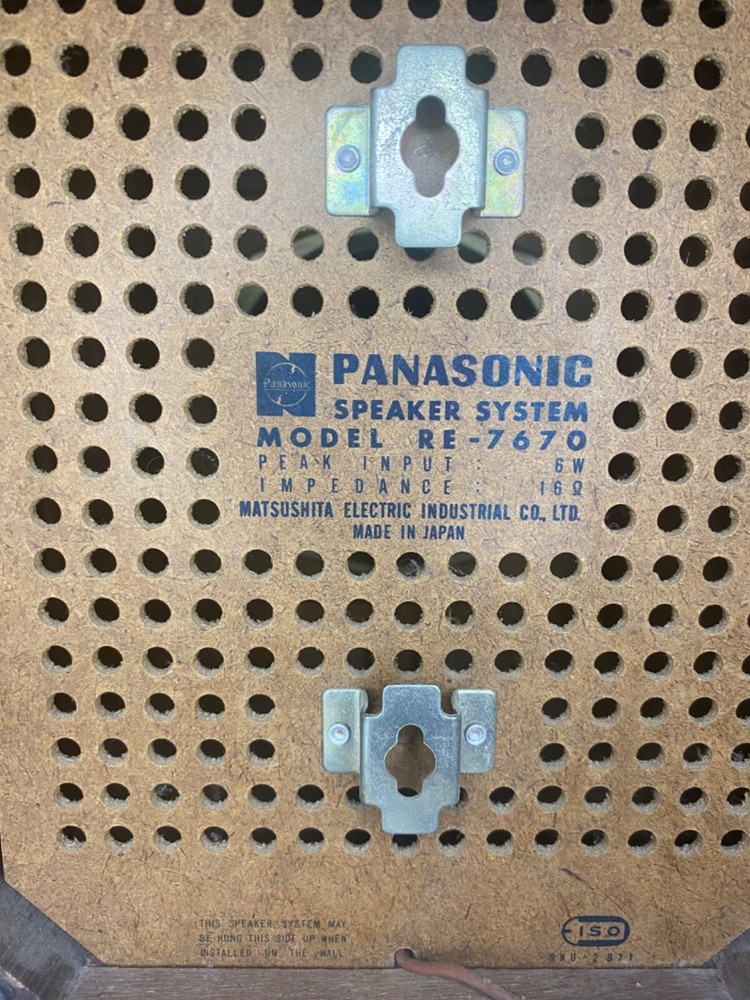 Panasonic
PANASONIC
SPEAKER SYSTEM
MODEL RE-7670
PEAK INPUT : 6W
IMPEDANCE : 16Ω
MATSUSHITA ELECTRIC INDUSTRIAL CO., LTD.
MADE IN JAPAN
THIS SPEAKER SYSTEM MAY
BE HUNG THIS SIDE UP WHEN
INSTALLED ON THE WALL
ISO